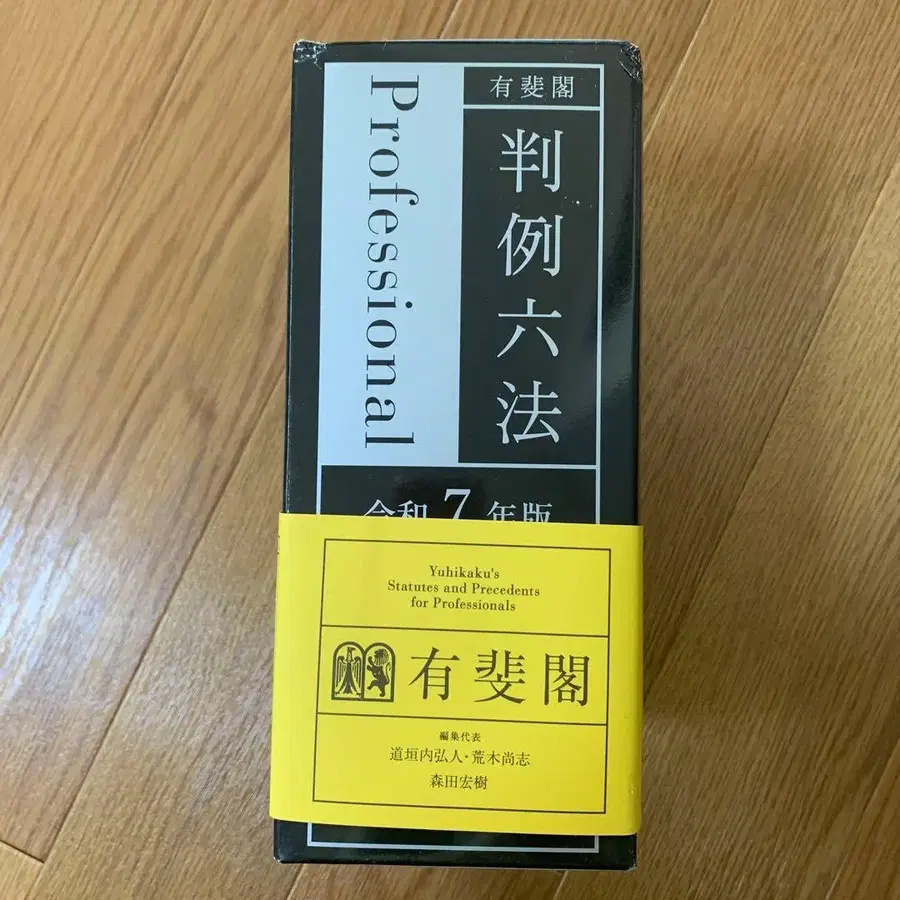 有斐閣
判例六法
Professional
令和7年版
Yuhikaku's
Statutes and Precedents
for Professionals
有斐閣
編集代表
道垣内弘人・荒木尚志
森田宏樹